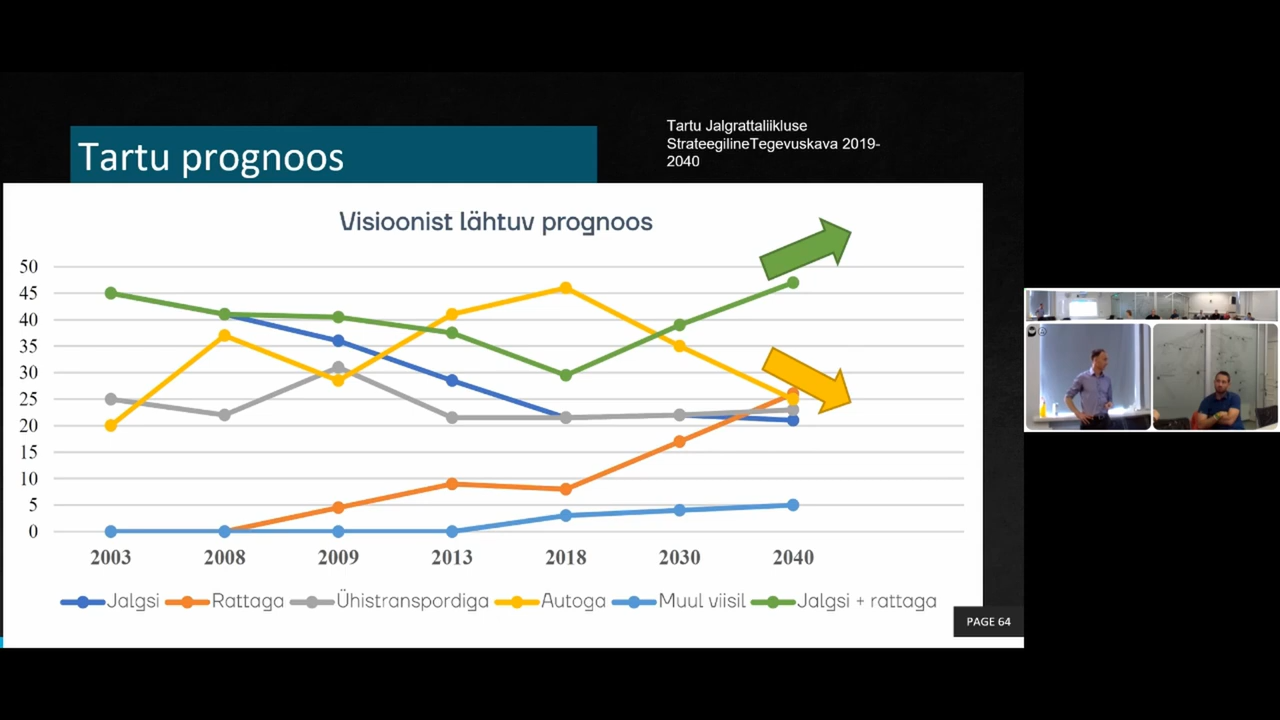 Tartu Jalgrattaliikluse
StrateegilineTegevuskava 2019-
2040
Tartu prognoos
Visioonist lähtuv prognoos
50
45
40
35
30
25
20
15
10
5
0
2003 2008 2009 2013 2018 2030 2040
Jalgsi Rattaga Ühistranspordiga Autoga Muul viisil Jalgsi + rattaga
PAGE 64